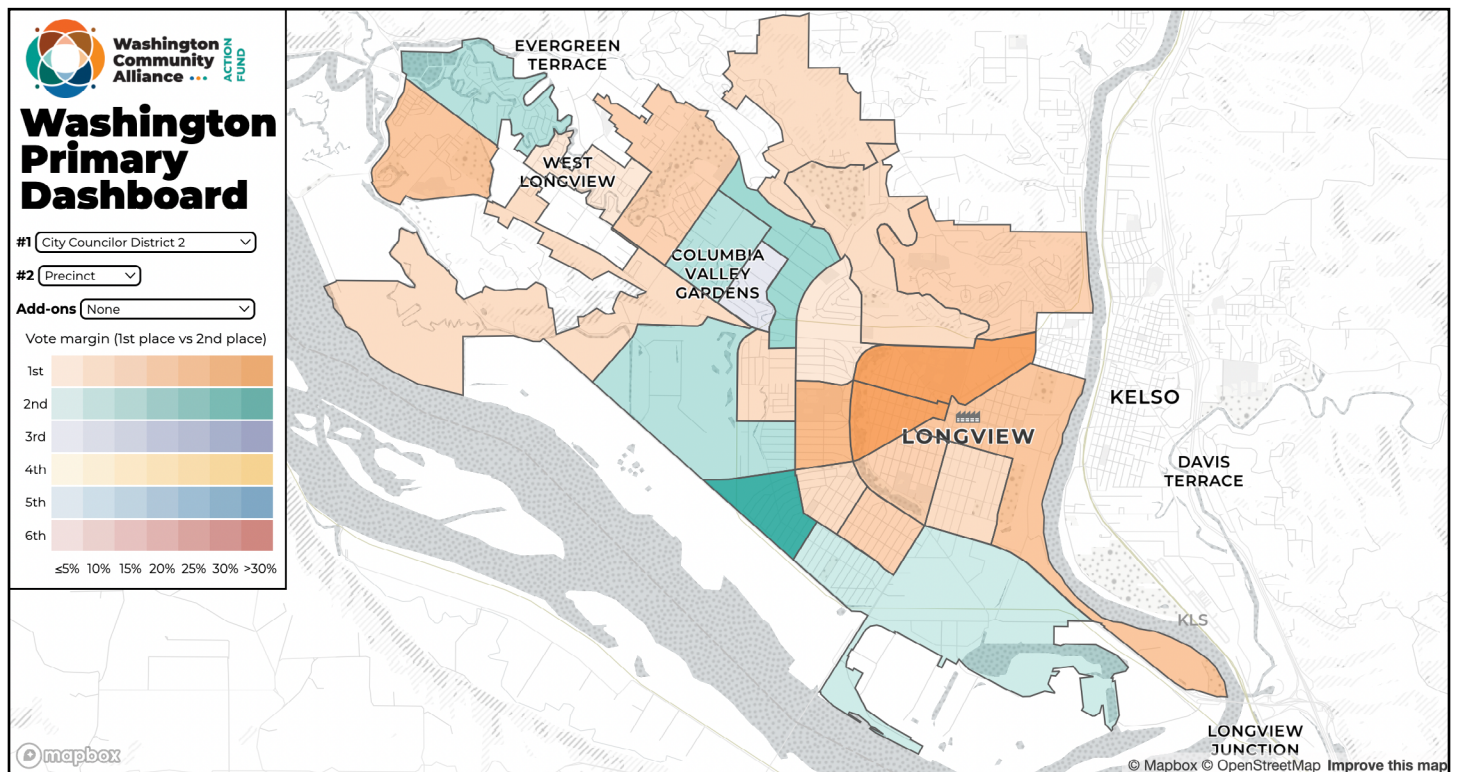 Washington
Community
Alliance
ACTION
FUND
Washington
Primary
Dashboard
#1 City Councilor District 2
#2 Precinct
Add-ons None
Vote margin (1st place vs 2nd place)
1st
2nd
3rd
4th
5th
6th
≤5% 10% 15% 20% 25% 30% >30%
EVERGREEN
TERRACE
WEST
LONGVIEW
COLUMBIA
VALLEY
GARDENS
KELSO
LONGVIEW
DAVIS
TERRACE
KLS
LONGVIEW
JUNCTION
mapbox
© Mapbox © OpenStreetMap Improve this map